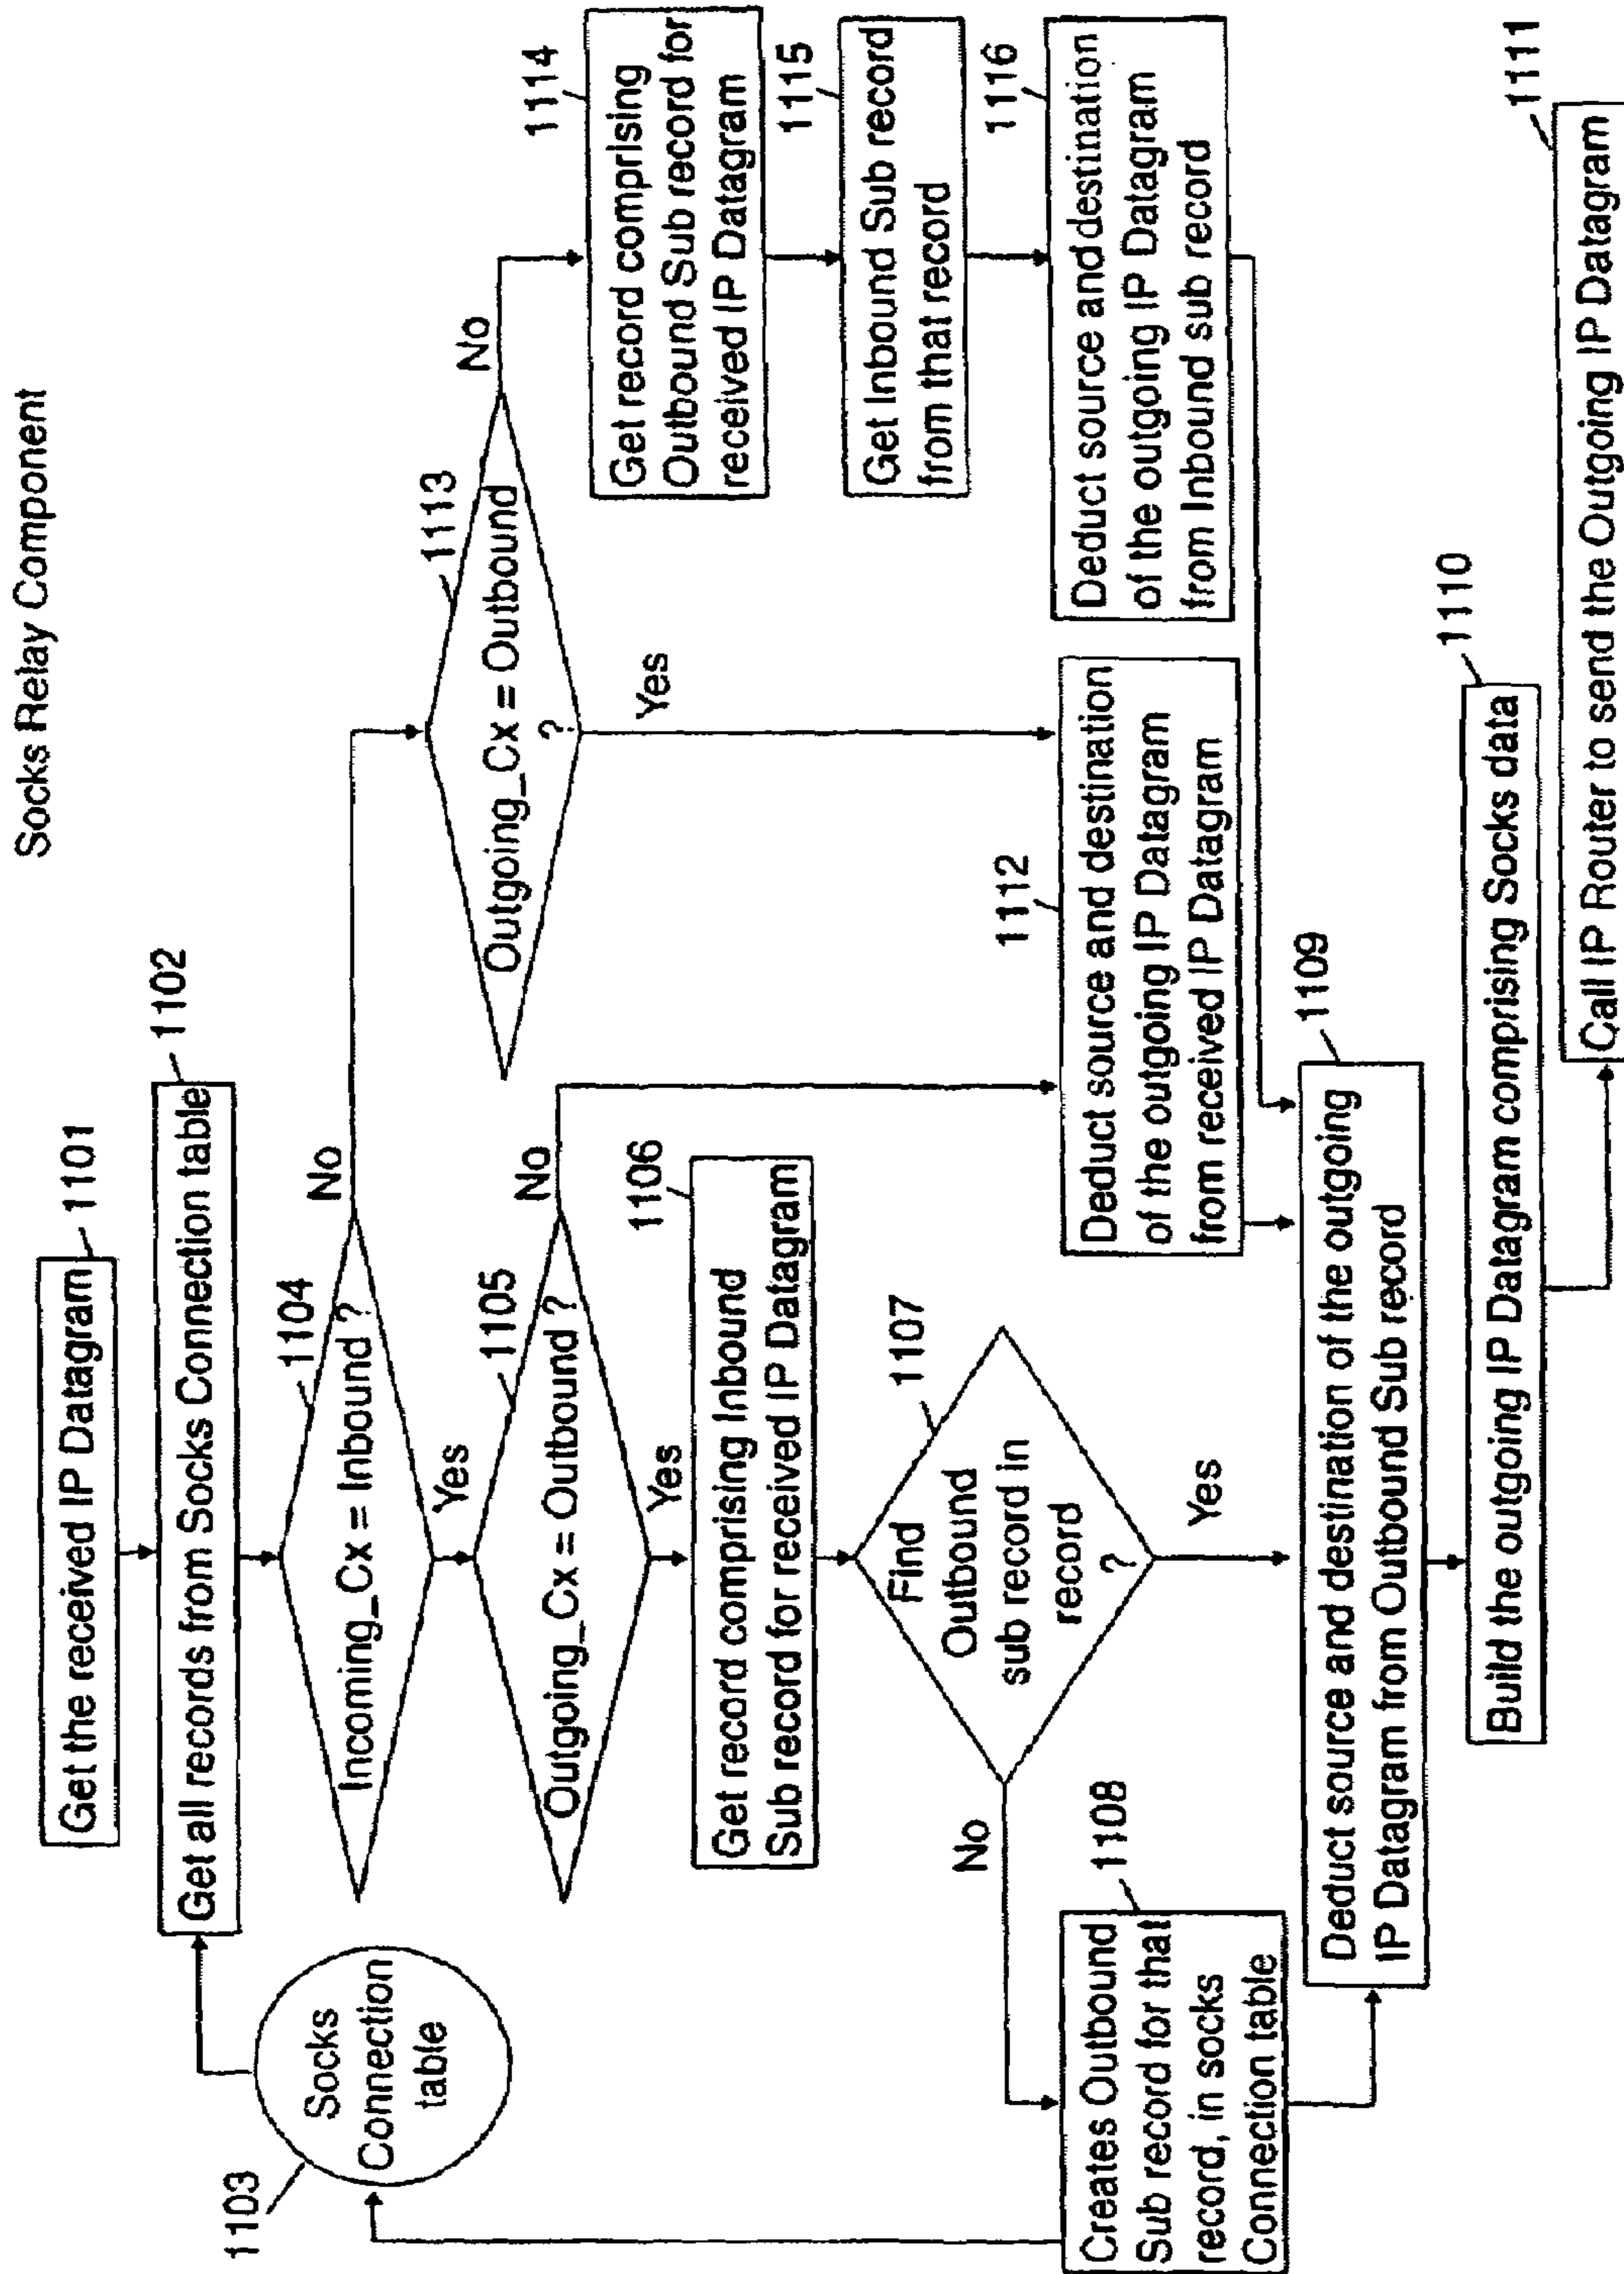 Socks Relay Component
Get the received IP Datagram
1101
Get all records from Socks Connection table
1102
Socks
Connection
table
1103
Incoming_Cx = Inbound ?
1104
No
Yes
Outgoing_Cx = Outbound ?
1105
No
Yes
Outgoing_Cx = Outbound
?
1113
No
Yes
Get record comprising
Outbound Sub record for
received IP Datagram
1114
Get Inbound Sub record
from that record
1115
Deduct source and destination
of the outgoing IP Datagram
from Inbound sub record
1116
Get record comprising Inbound
Sub record for received IP Datagram
1106
Find
Outbound
sub record in
record
?
1107
No
Yes
Creates Outbound
Sub record for that
record, in socks
Connection table
1108
Deduct source and destination
of the outgoing IP Datagram
from received IP Datagram
1112
Deduct source and destination of the outgoing
IP Datagram from Outbound Sub record
1109
Build the outgoing IP Datagram comprising Socks data
1110
Call IP Router to send the Outgoing IP Datagram
1111